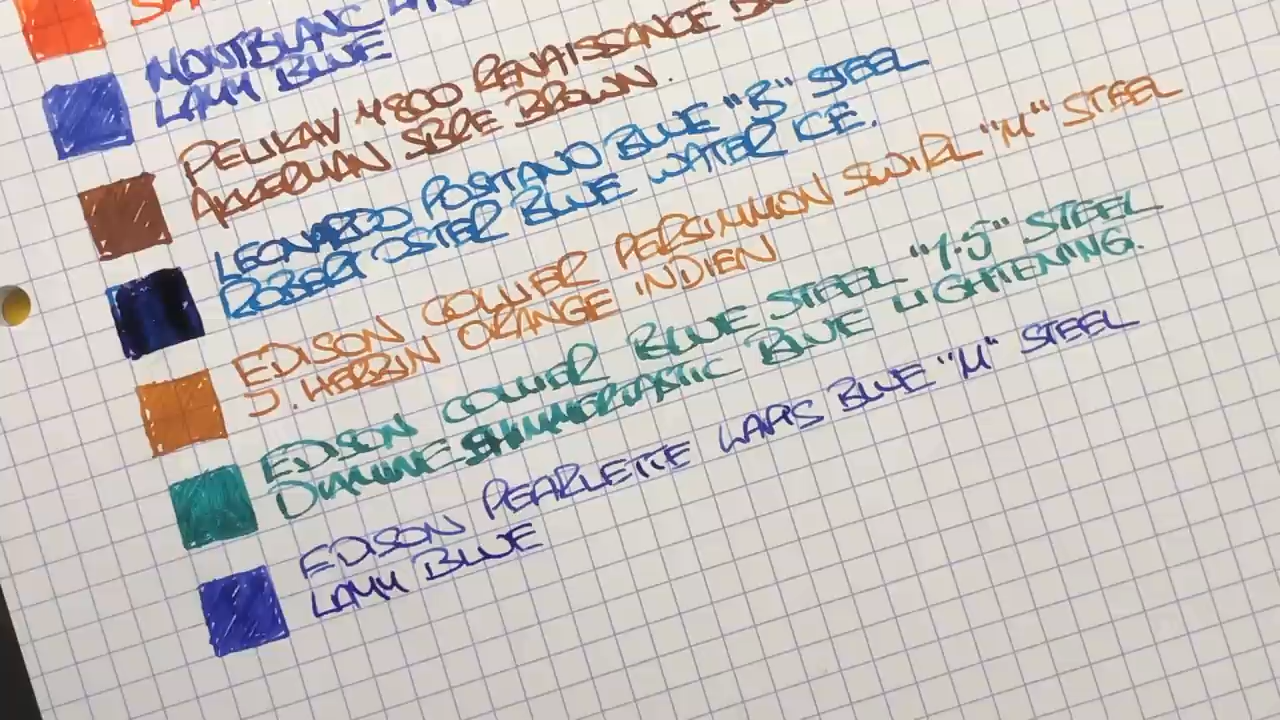 MONTBLANC
LAMY BLUE
PELIKAN M800 RENAISSANCE
AKKERMAN SBRE BROWN.
LEONARDO POSITANO BLUE "B" STEEL
ROBERT OSTER BLUE WATER ICE.
EDISON COLLIER PERSIMMON SWIRL "M" STEEL
J. HERBIN ORANGE INDIEN
EDISON COLLIER BLUE STEEL "1.5" STEEL
DIAMINE SHIMMERTASTIC BLUE LIGHTENING.
EDISON PEARLETTE LAPIS BLUE "M" STEEL
LAMY BLUE